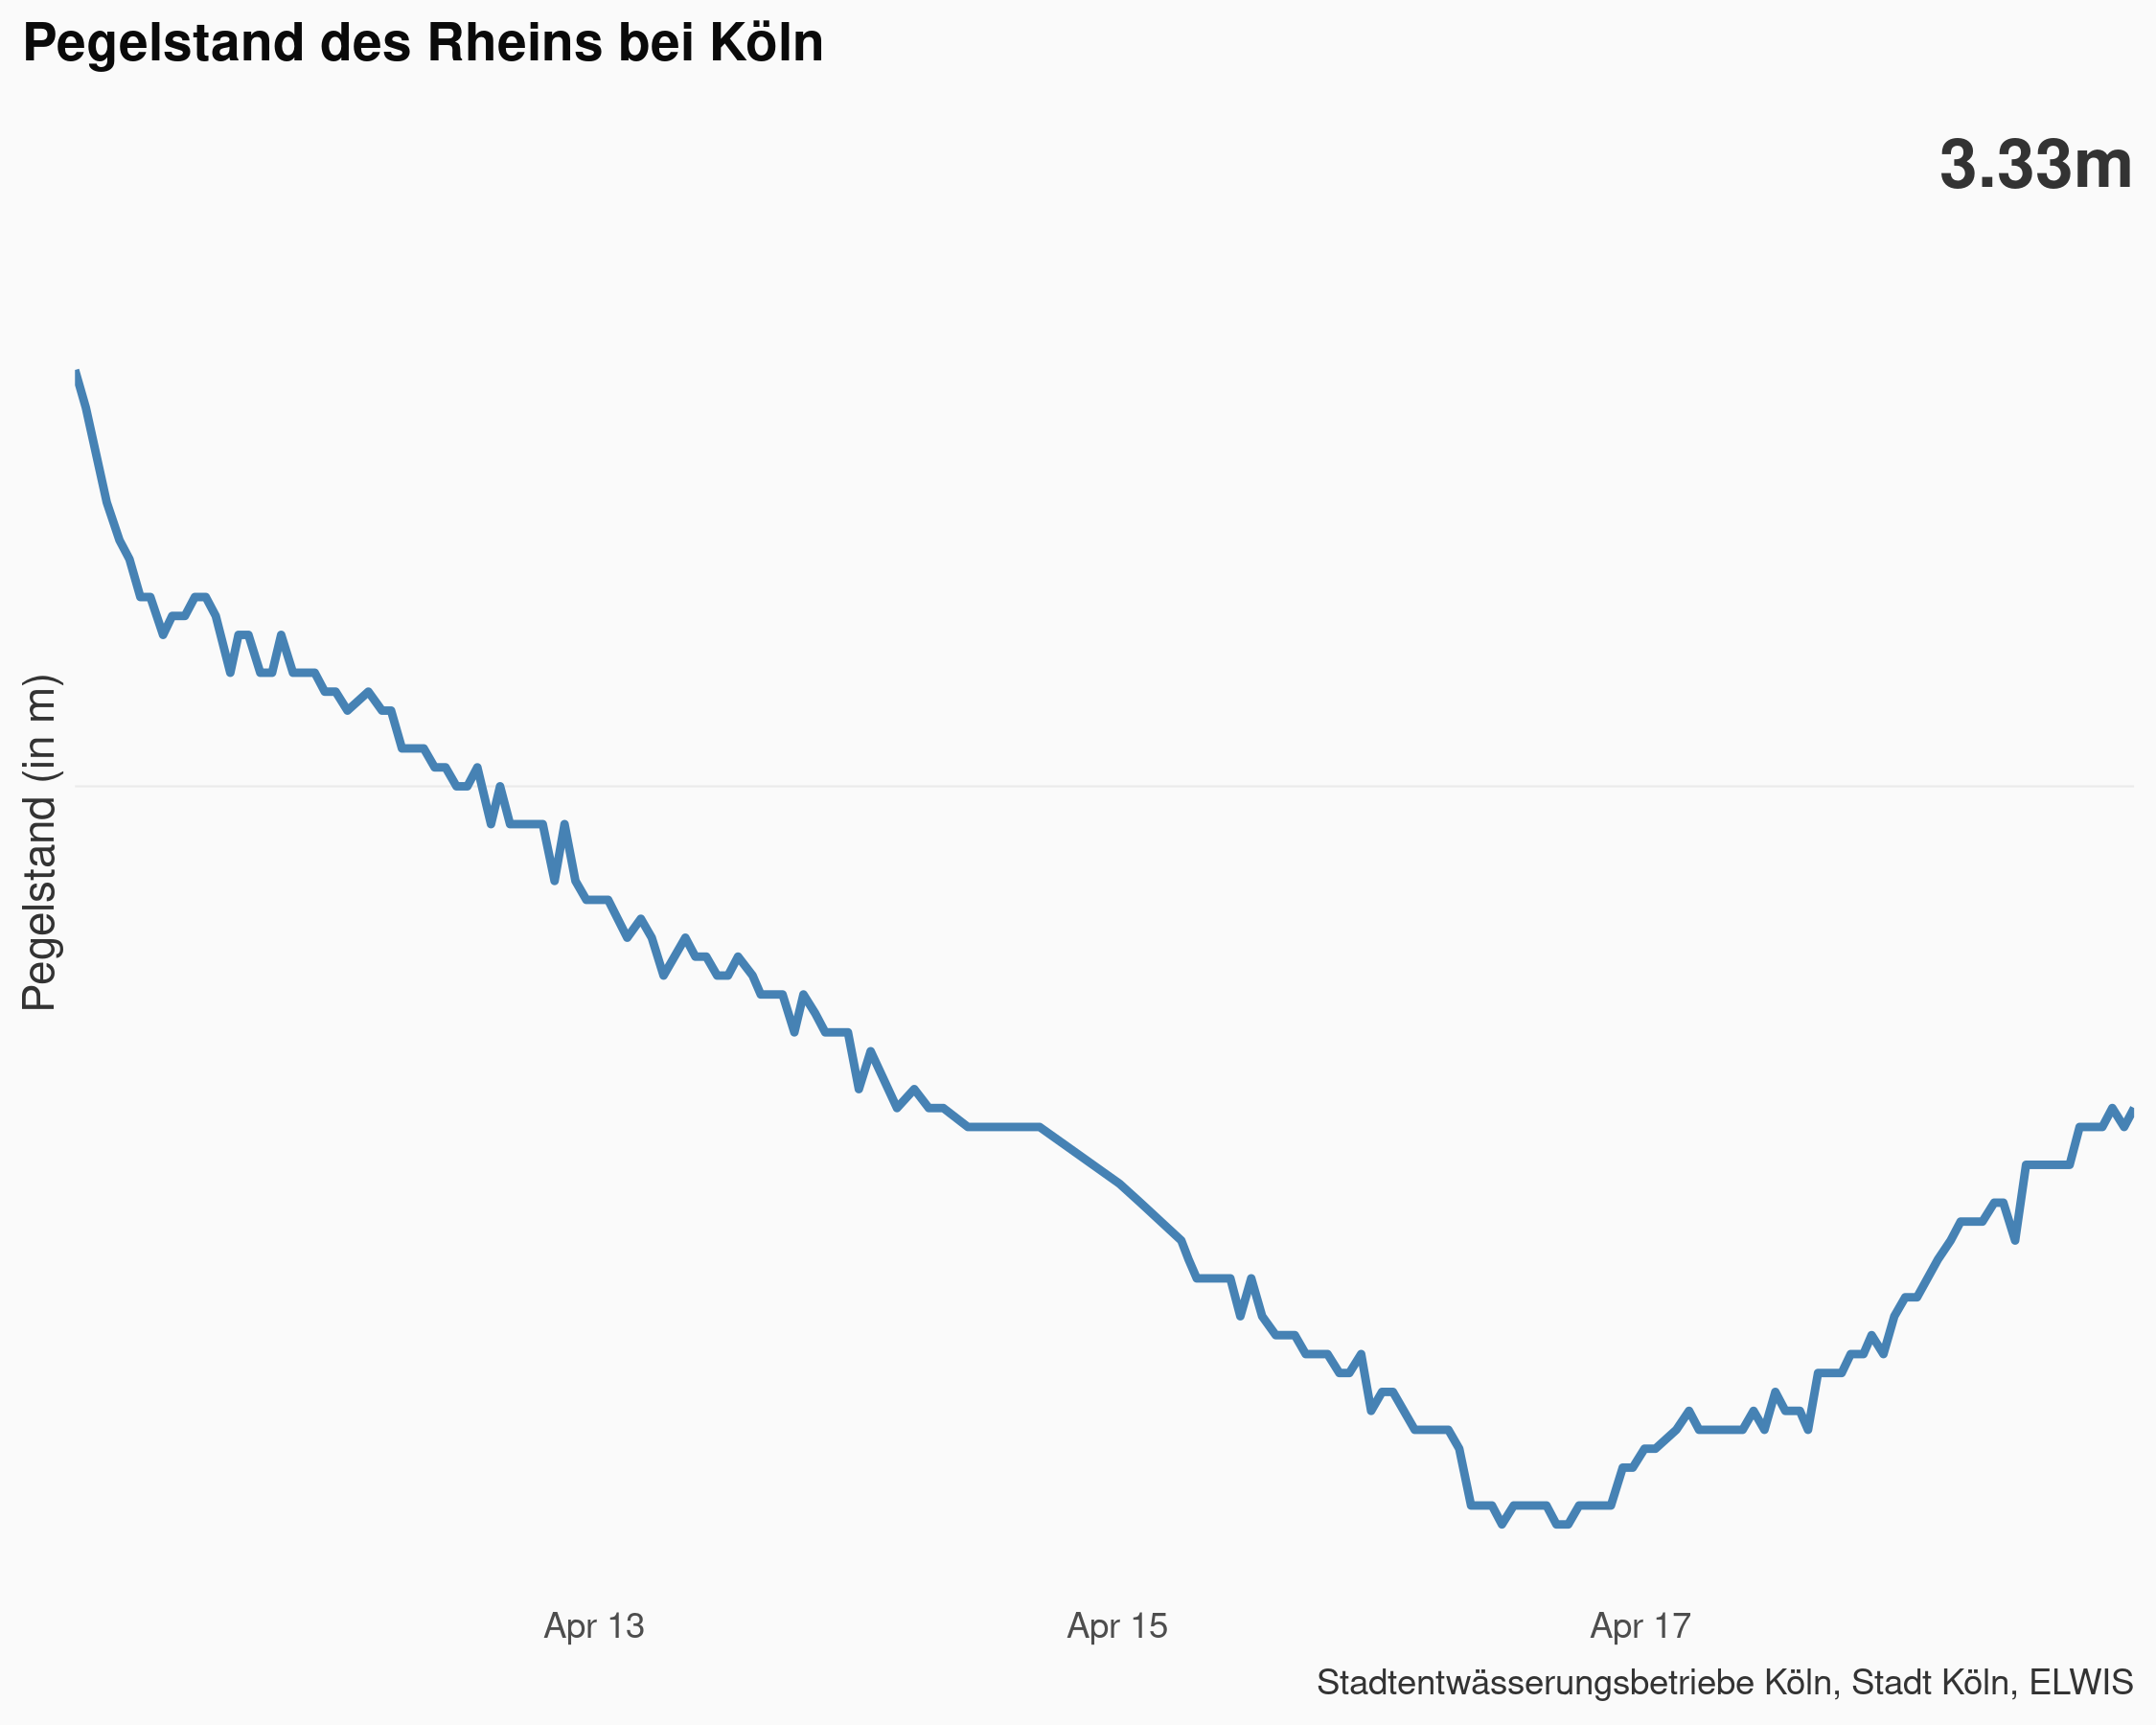 Pegelstand des Rheins bei Köln
3.33m
Pegelstand (in m)
Apr 13
Apr 15
Apr 17
Stadtentwässerungsbetriebe Köln, Stadt Köln, ELWIS